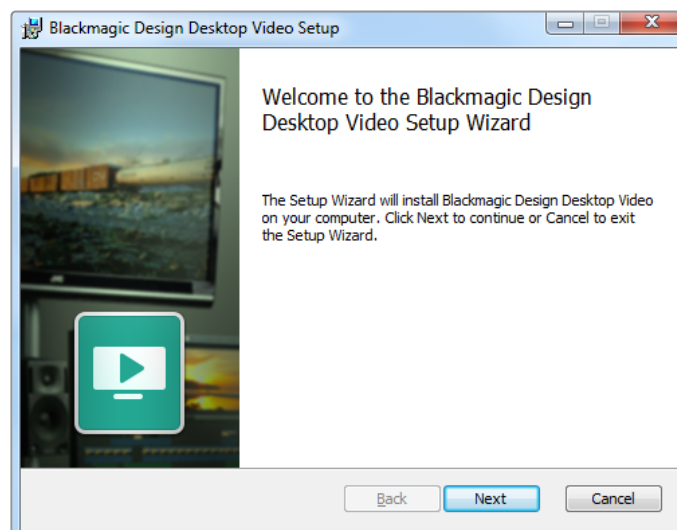 Blackmagic Design Desktop Video Setup
Welcome to the Blackmagic Design
Desktop Video Setup Wizard
The Setup Wizard will install Blackmagic Design Desktop Video
on your computer. Click Next to continue or Cancel to exit
the Setup Wizard.
Back
Next
Cancel